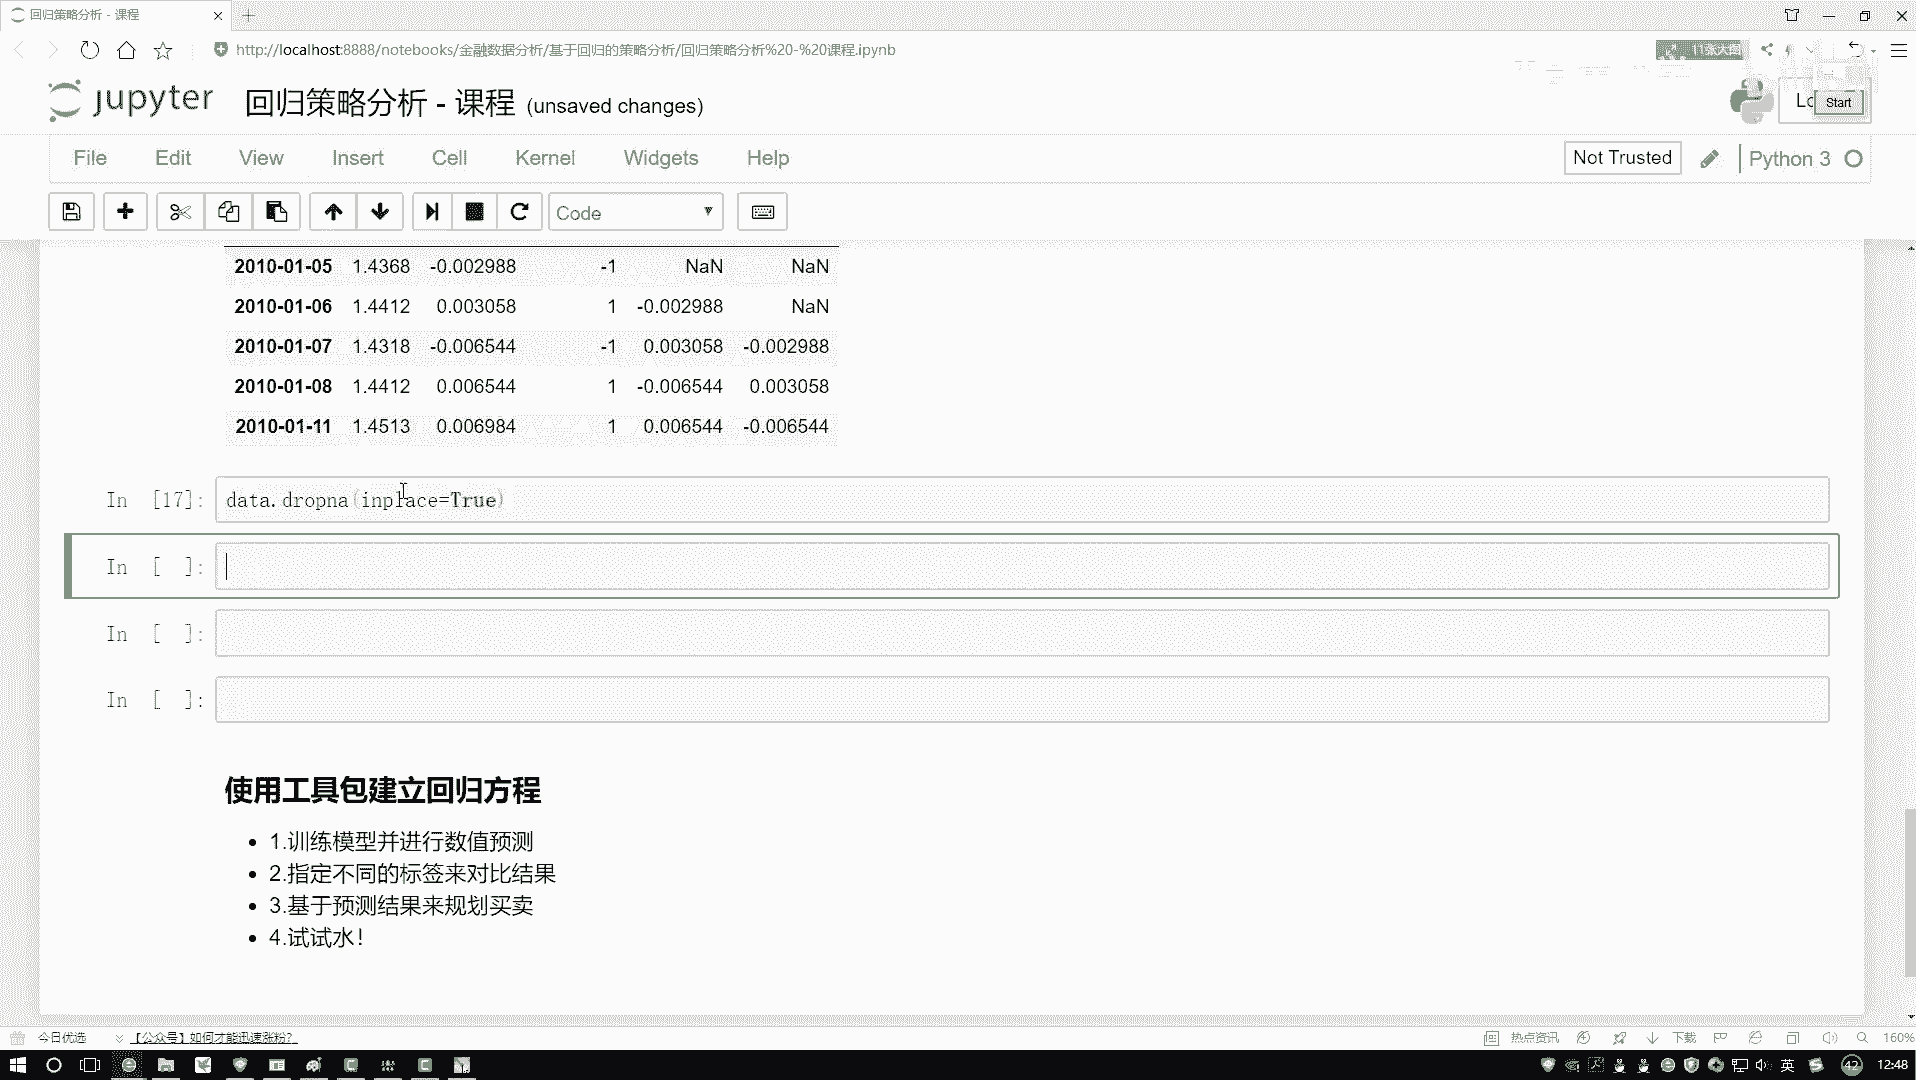 回归策略分析 - 课程
http://localhost:8888/notebooks/金融数据分析/基于回归的策略分析/回归策略分析%20-%20课程.ipynb
11张大图
jupyter 回归策略分析 - 课程 (unsaved changes)
Start
File Edit View Insert Cell Kernel Widgets Help
Not Trusted
Python 3
Code
2010-01-05 1.4368 -0.002988 -1 NaN NaN
2010-01-06 1.4412 0.003058 1 -0.002988 NaN
2010-01-07 1.4318 -0.006544 -1 0.003058 -0.002988
2010-01-08 1.4412 0.006544 1 -0.006544 0.003058
2010-01-11 1.4513 0.006984 1 0.006544 -0.006544
In [17]: data.dropna(inplace=True)
In [ ]:
In [ ]:
In [ ]:
使用工具包建立回归方程
1.训练模型并进行数值预测
2.指定不同的标签来对比结果
3.基于预测结果来规划买卖
4.试试水！
今日优选
【公众号】如何才能迅速涨粉？
热点资讯
下载
160%
英
42
12:48